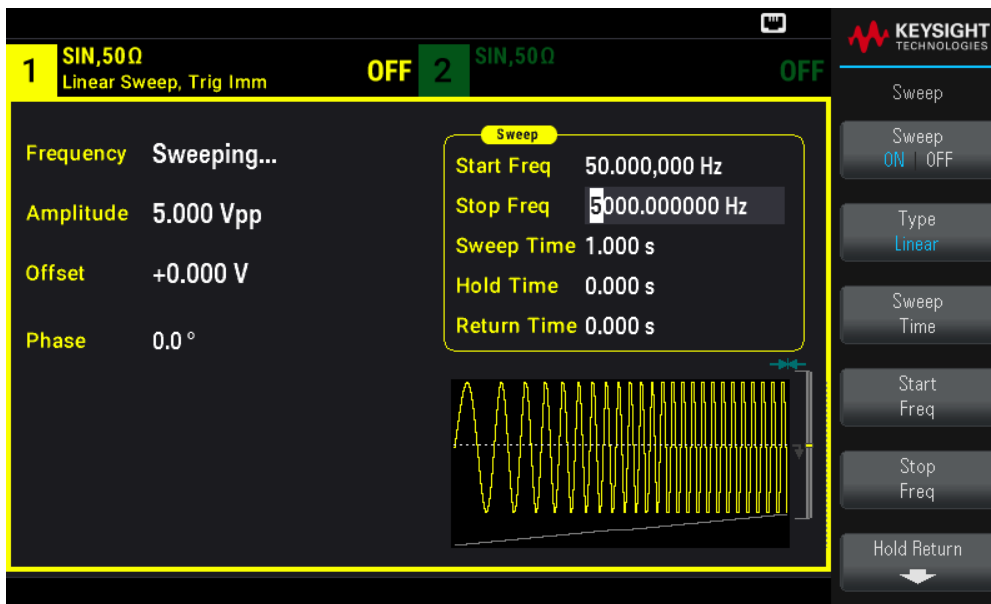 KEYSIGHT
TECHNOLOGIES
1
SIN,50Ω
Linear Sweep, Trig Imm
OFF
2
SIN,50Ω
OFF
Frequency Sweeping...
Amplitude 5.000 Vpp
Offset +0.000 V
Phase 0.0 °
Sweep
Start Freq 50.000,000 Hz
Stop Freq 5000.000000 Hz
Sweep Time 1.000 s
Hold Time 0.000 s
Return Time 0.000 s
Sweep
Sweep
ON | OFF
Type
Linear
Sweep
Time
Start
Freq
Stop
Freq
Hold Return